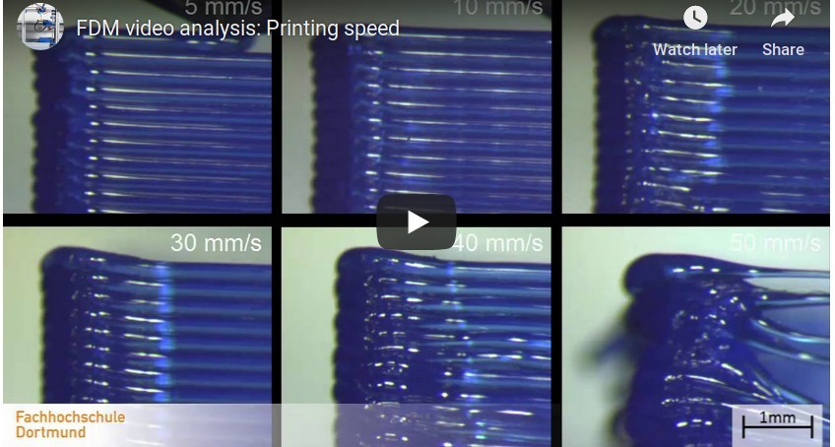 5 mm/s
10 mm/s
20 mm/s
FDM video analysis: Printing speed
Watch later
Share
30 mm/s
40 mm/s
50 mm/s
Fachhochschule
Dortmund
1mm